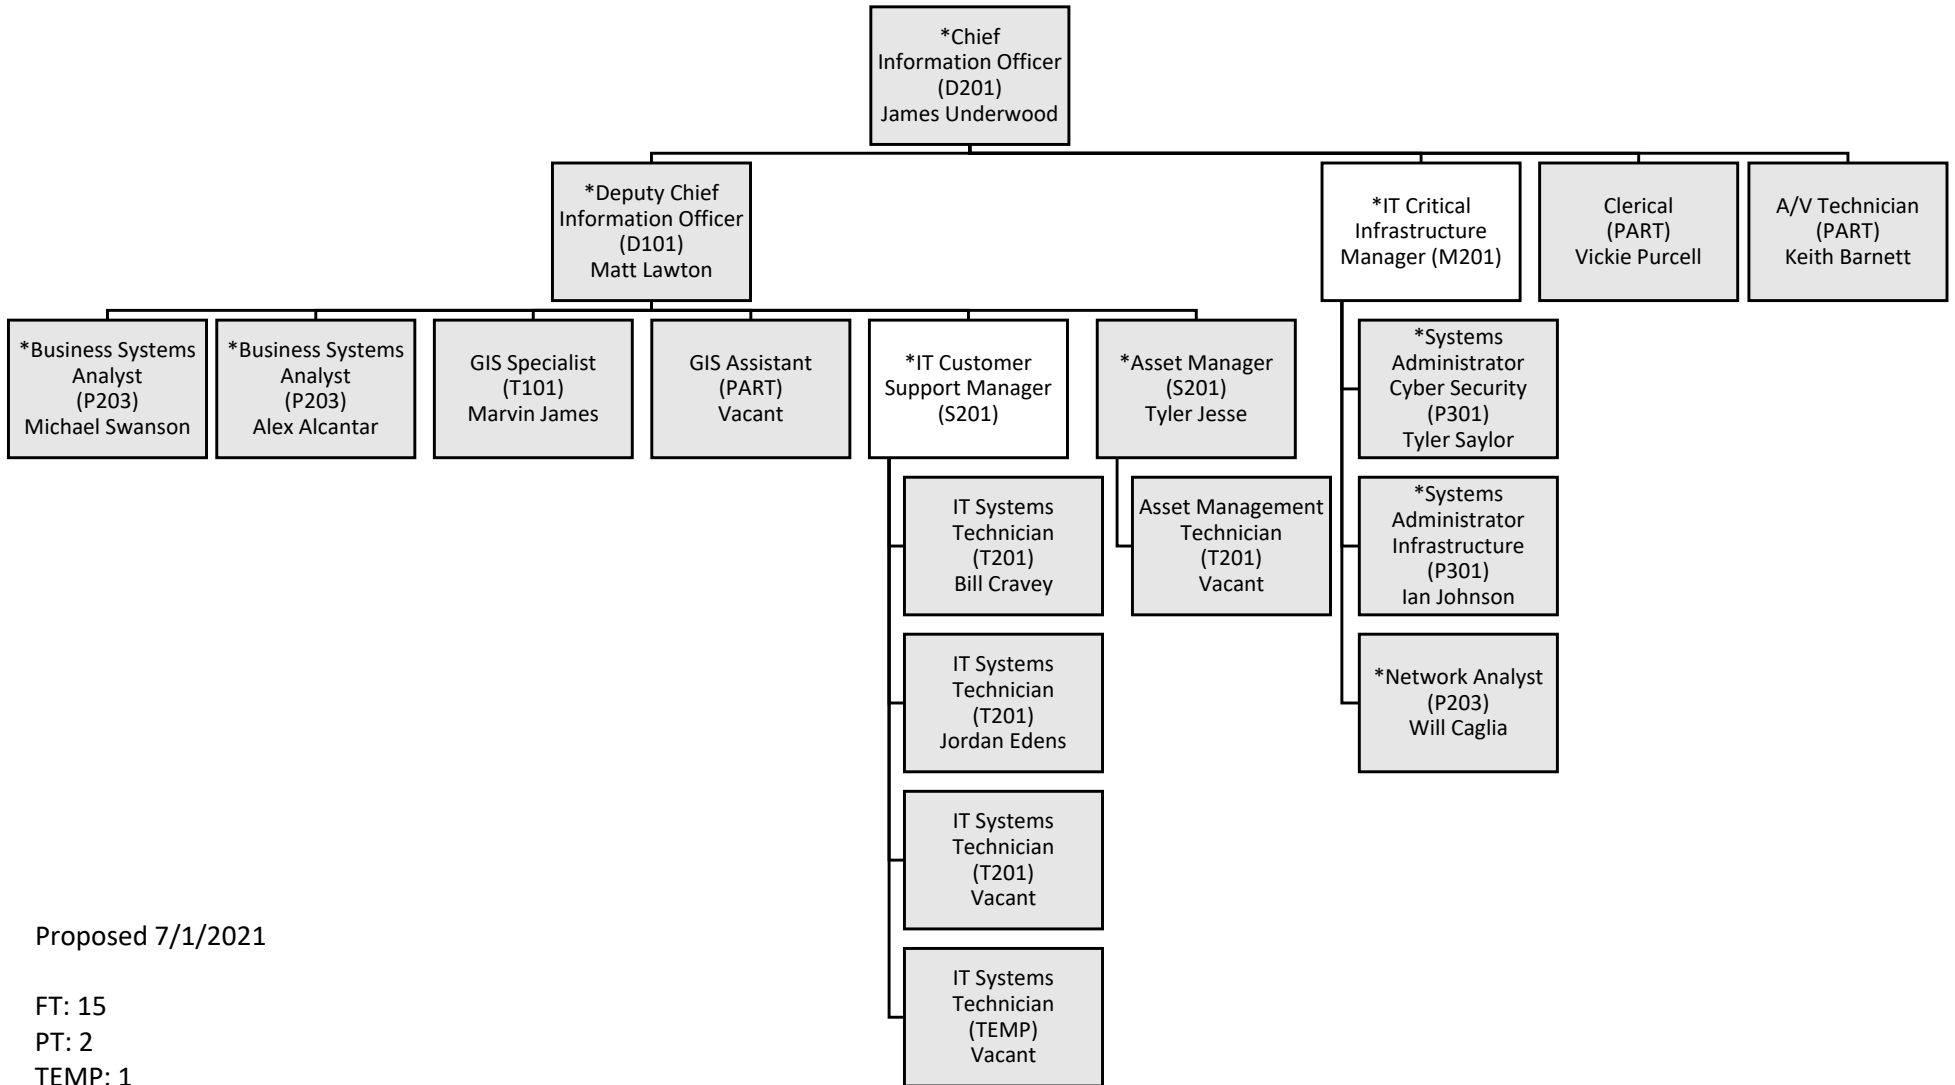 *Chief
Information Officer
(D201)
James Underwood
*Deputy Chief
Information Officer
(D101)
Matt Lawton
*IT Critical
Infrastructure
Manager (M201)
Clerical
(PART)
Vickie Purcell
A/V Technician
(PART)
Keith Barnett
*Business Systems
Analyst
(P203)
Michael Swanson
*Business Systems
Analyst
(P203)
Alex Alcantar
GIS Specialist
(T101)
Marvin James
GIS Assistant
(PART)
Vacant
*IT Customer
Support Manager
(S201)
*Asset Manager
(S201)
Tyler Jesse
*Systems
Administrator
Cyber Security
(P301)
Tyler Saylor
IT Systems
Technician
(T201)
Bill Cravey
Asset Management
Technician
(T201)
Vacant
*Systems
Administrator
Infrastructure
(P301)
Ian Johnson
IT Systems
Technician
(T201)
Jordan Edens
*Network Analyst
(P203)
Will Caglia
IT Systems
Technician
(T201)
Vacant
IT Systems
Technician
(TEMP)
Vacant
Proposed 7/1/2021
FT: 15
PT: 2
TEMP: 1